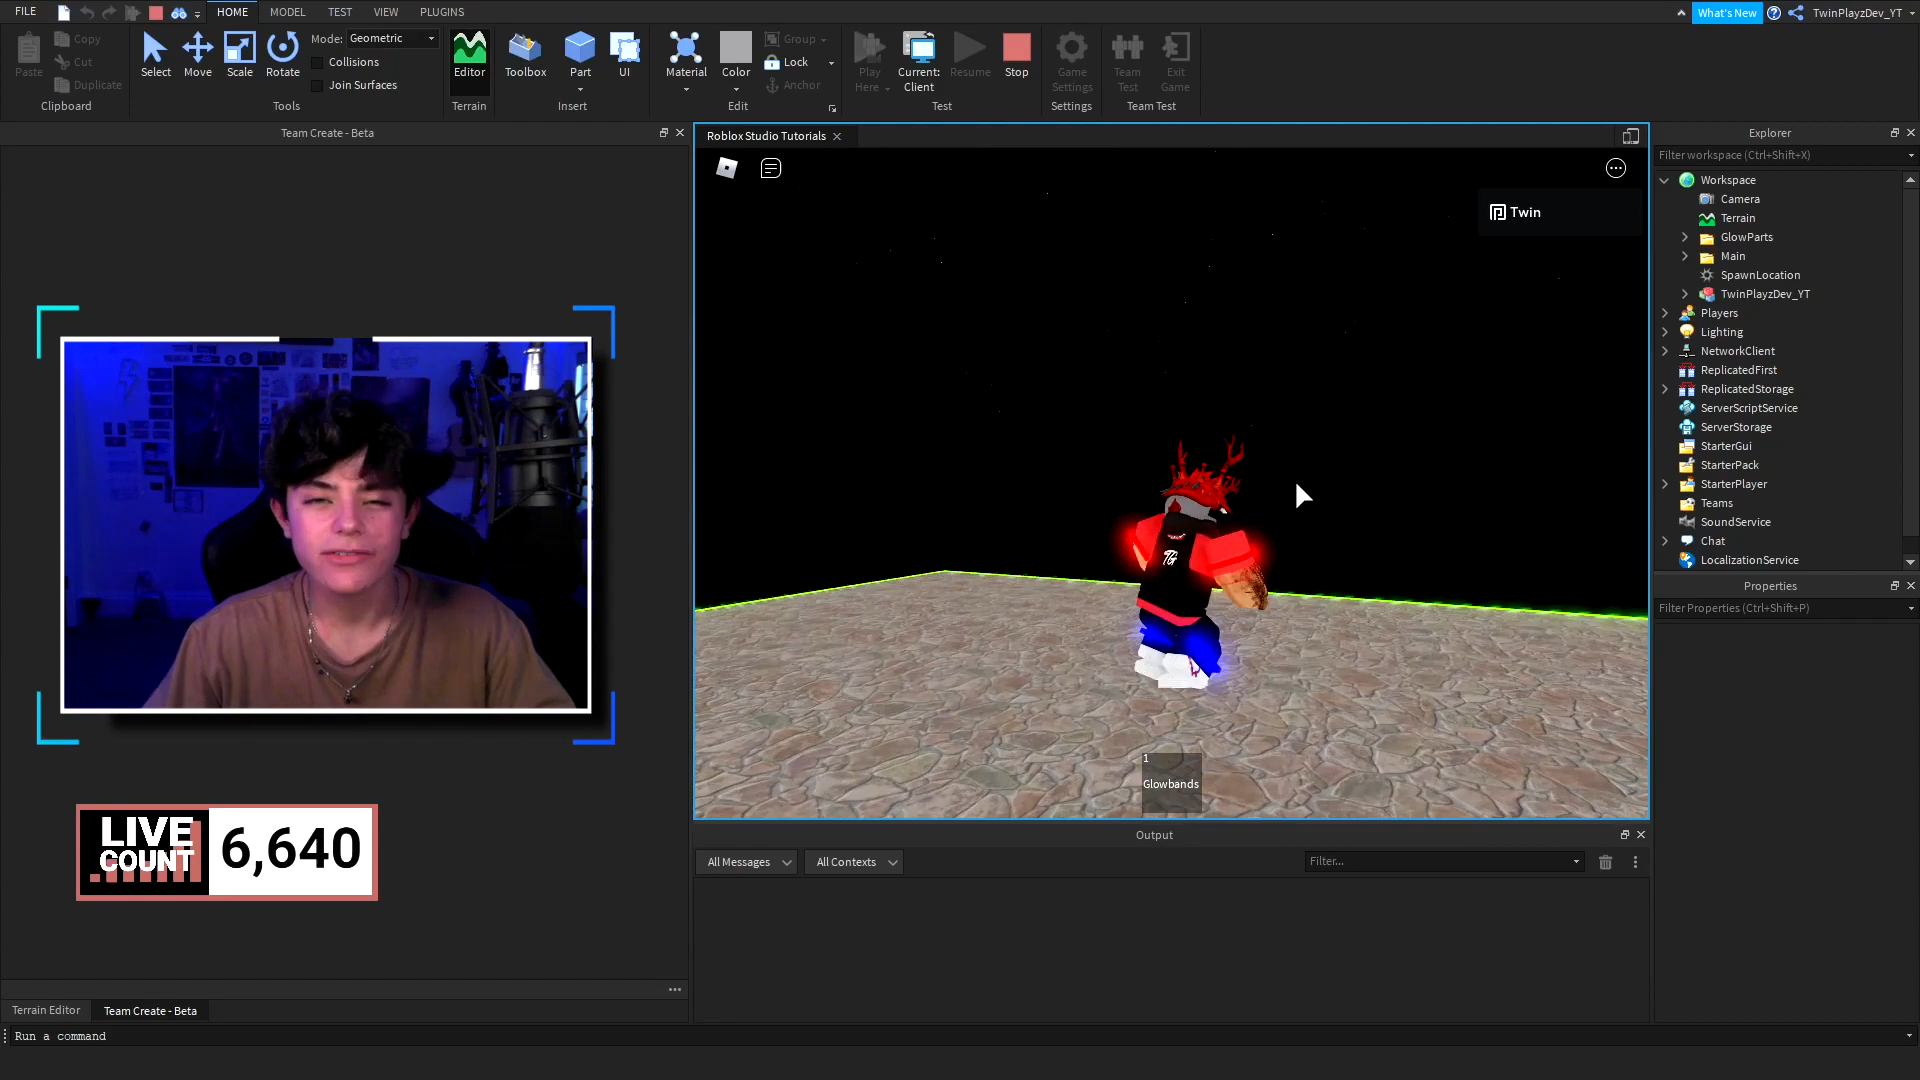 FILE HOME MODEL TEST VIEW PLUGINS What's New TwinPlayzDev_YT
Paste
Copy
Cut
Duplicate
Clipboard
Select Move Scale Rotate
Mode: Geometric
Collisions
Join Surfaces
Tools
Editor
Terrain
Toolbox Part UI
Insert
Material Color
Group
Lock
Anchor
Edit
Play
Here
Current:
Client
Resume Stop
Test
Game
Settings
Settings
Team
Test
Exit
Game
Team Test
Team Create - Beta
LIVE
COUNT
6,640
Terrain Editor Team Create - Beta
Run a command
Roblox Studio Tutorials
Twin
TG
1
Glowbands
Output
All Messages All Contexts Filter...
Explorer
Filter workspace (Ctrl+Shift+X)
Workspace
Camera
Terrain
GlowParts
Main
SpawnLocation
TwinPlayzDev_YT
Players
Lighting
NetworkClient
ReplicatedFirst
ReplicatedStorage
ServerScriptService
ServerStorage
StarterGui
StarterPack
StarterPlayer
Teams
SoundService
Chat
LocalizationService
Properties
Filter Properties (Ctrl+Shift+P)